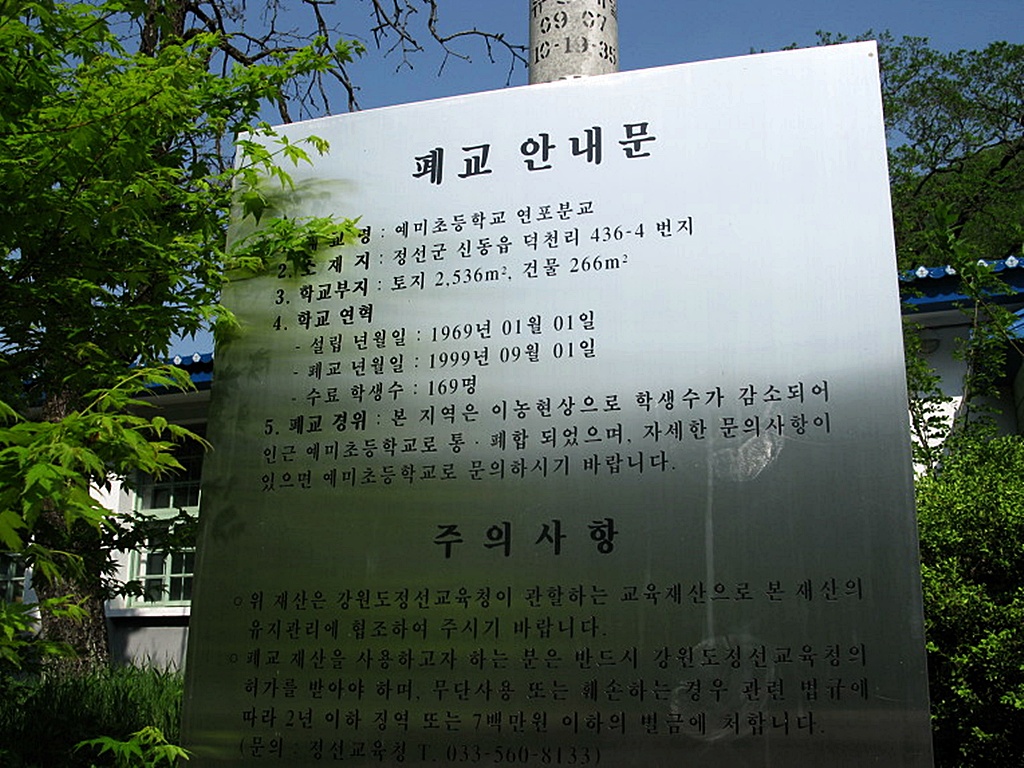 09 07
폐교 안내문
교 명 : 예미초등학교 연포분교
2. 소 재 지 : 정선군 신동읍 덕천리 436-4 번지
3. 학교부지 : 토지 2,536m², 건물 266m²
4. 학교 연혁
- 설립 년월일 : 1969년 01월 01일
- 폐교 년월일 : 1999년 09월 01일
- 수료 학생수 : 169명
5. 폐교 경위 : 본 지역은 이농현상으로 학생수가 감소되어
인근 예미초등학교로 통·폐합 되었으며, 자세한 문의사항이
있으면 예미초등학교로 문의하시기 바랍니다.
주의사항
○ 위 재산은 강원도정선교육청이 관할하는 교육재산으로 본 재산의
유지관리에 협조하여 주시기 바랍니다.
○ 폐교 재산을 사용하고자 하는 분은 반드시 강원도정선교육청의
허가를 받아야 하며, 무단사용 또는 훼손하는 경우 관련 법규에
따라 2년 이하 징역 또는 7백만원 이하의 벌금에 처합니다.
(문의 : 정선교육청 T. 033-560-8133)